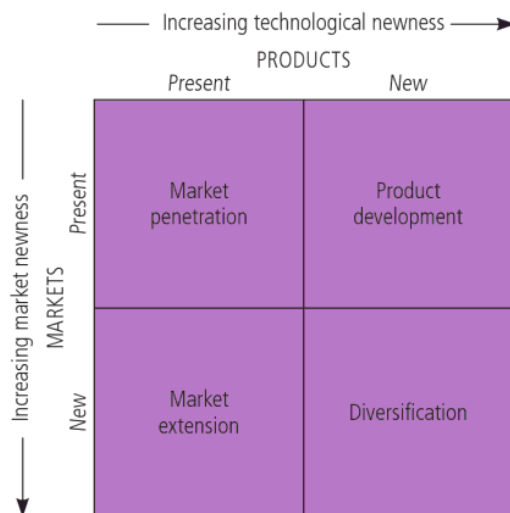 Increasing technological newness
PRODUCTS
Present New
Increasing market newness
MARKETS
Present
Market
penetration
Product
development
New
Market
extension
Diversification